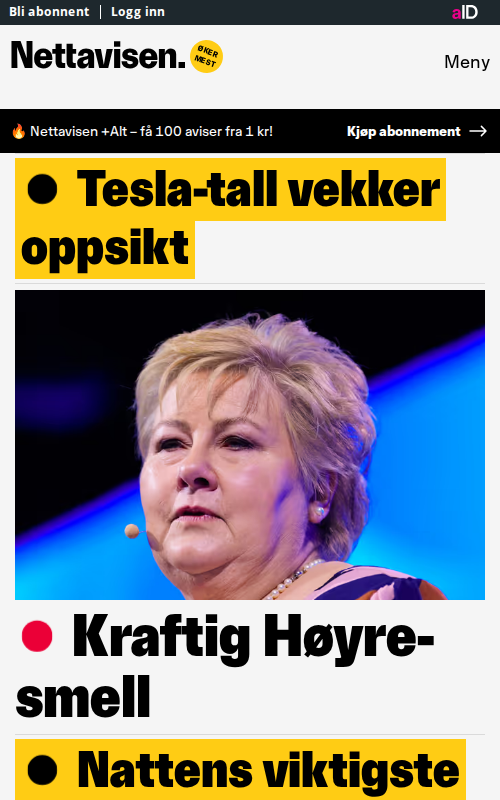 Bli abonnent | Logg inn
aID
Nettavisen.
ØKER
MEST
Meny
🔥 Nettavisen +Alt – få 100 aviser fra 1 kr!
Kjøp abonnement →
Tesla-tall vekker
oppsikt
Kraftig Høyre-
smell
Nattens viktigste